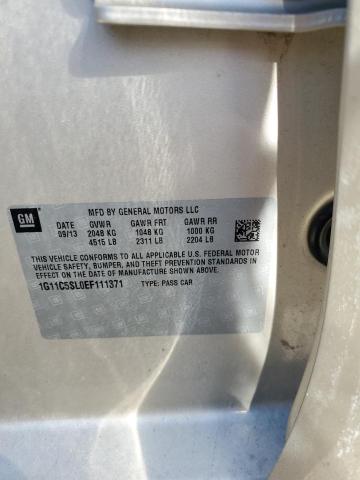 GM
MFD BY GENERAL MOTORS LLC
DATE GVWR GAWR FRT GAWR RR
09/13 2048 KG 1048 KG 1000 KG
4515 LB 2311 LB 2204 LB
THIS VEHICLE CONFORMS TO ALL APPLICABLE U.S. FEDERAL MOTOR
VEHICLE SAFETY, BUMPER, AND THEFT PREVENTION STANDARDS IN
EFFECT ON THE DATE OF MANUFACTURE SHOWN ABOVE.
1G11C5SL0EF111371 TYPE: PASS CAR